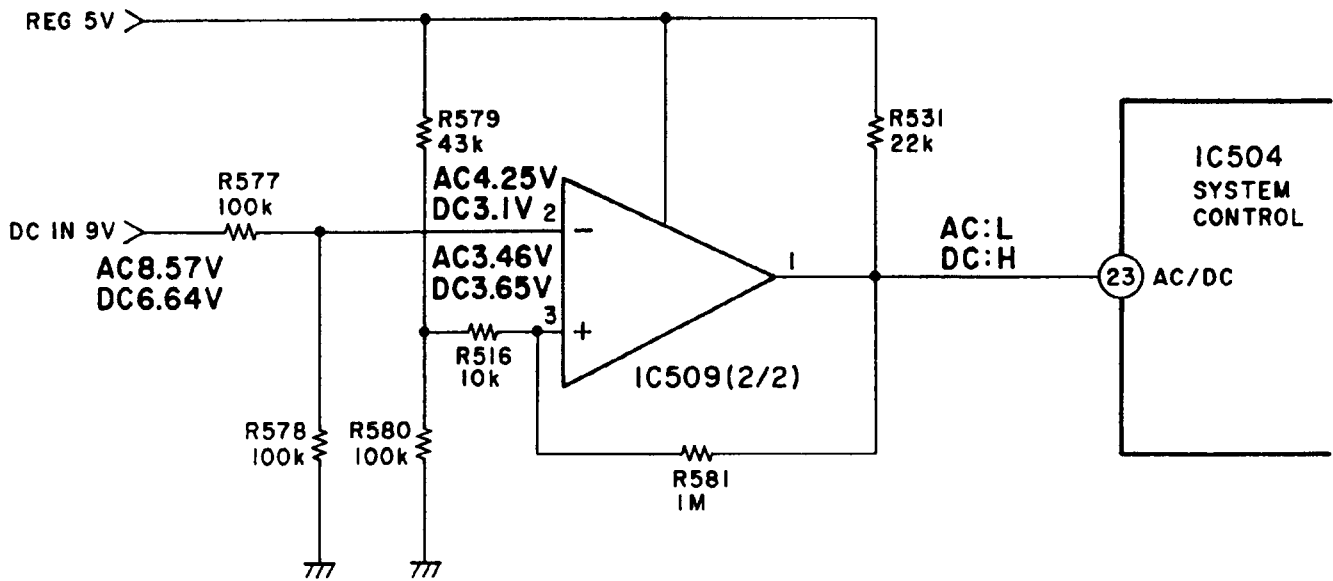 REG 5V
R579
43k
R531
22k
IC504
SYSTEM
CONTROL
R577
100k
AC4.25V
DC3.1V
2
DC IN 9V
−
AC8.57V
DC6.64V
AC3.46V
DC3.65V
3
+
1
AC:L
DC:H
23
AC/DC
R516
10k
IC509(2/2)
R578
100k
R580
100k
R581
1M